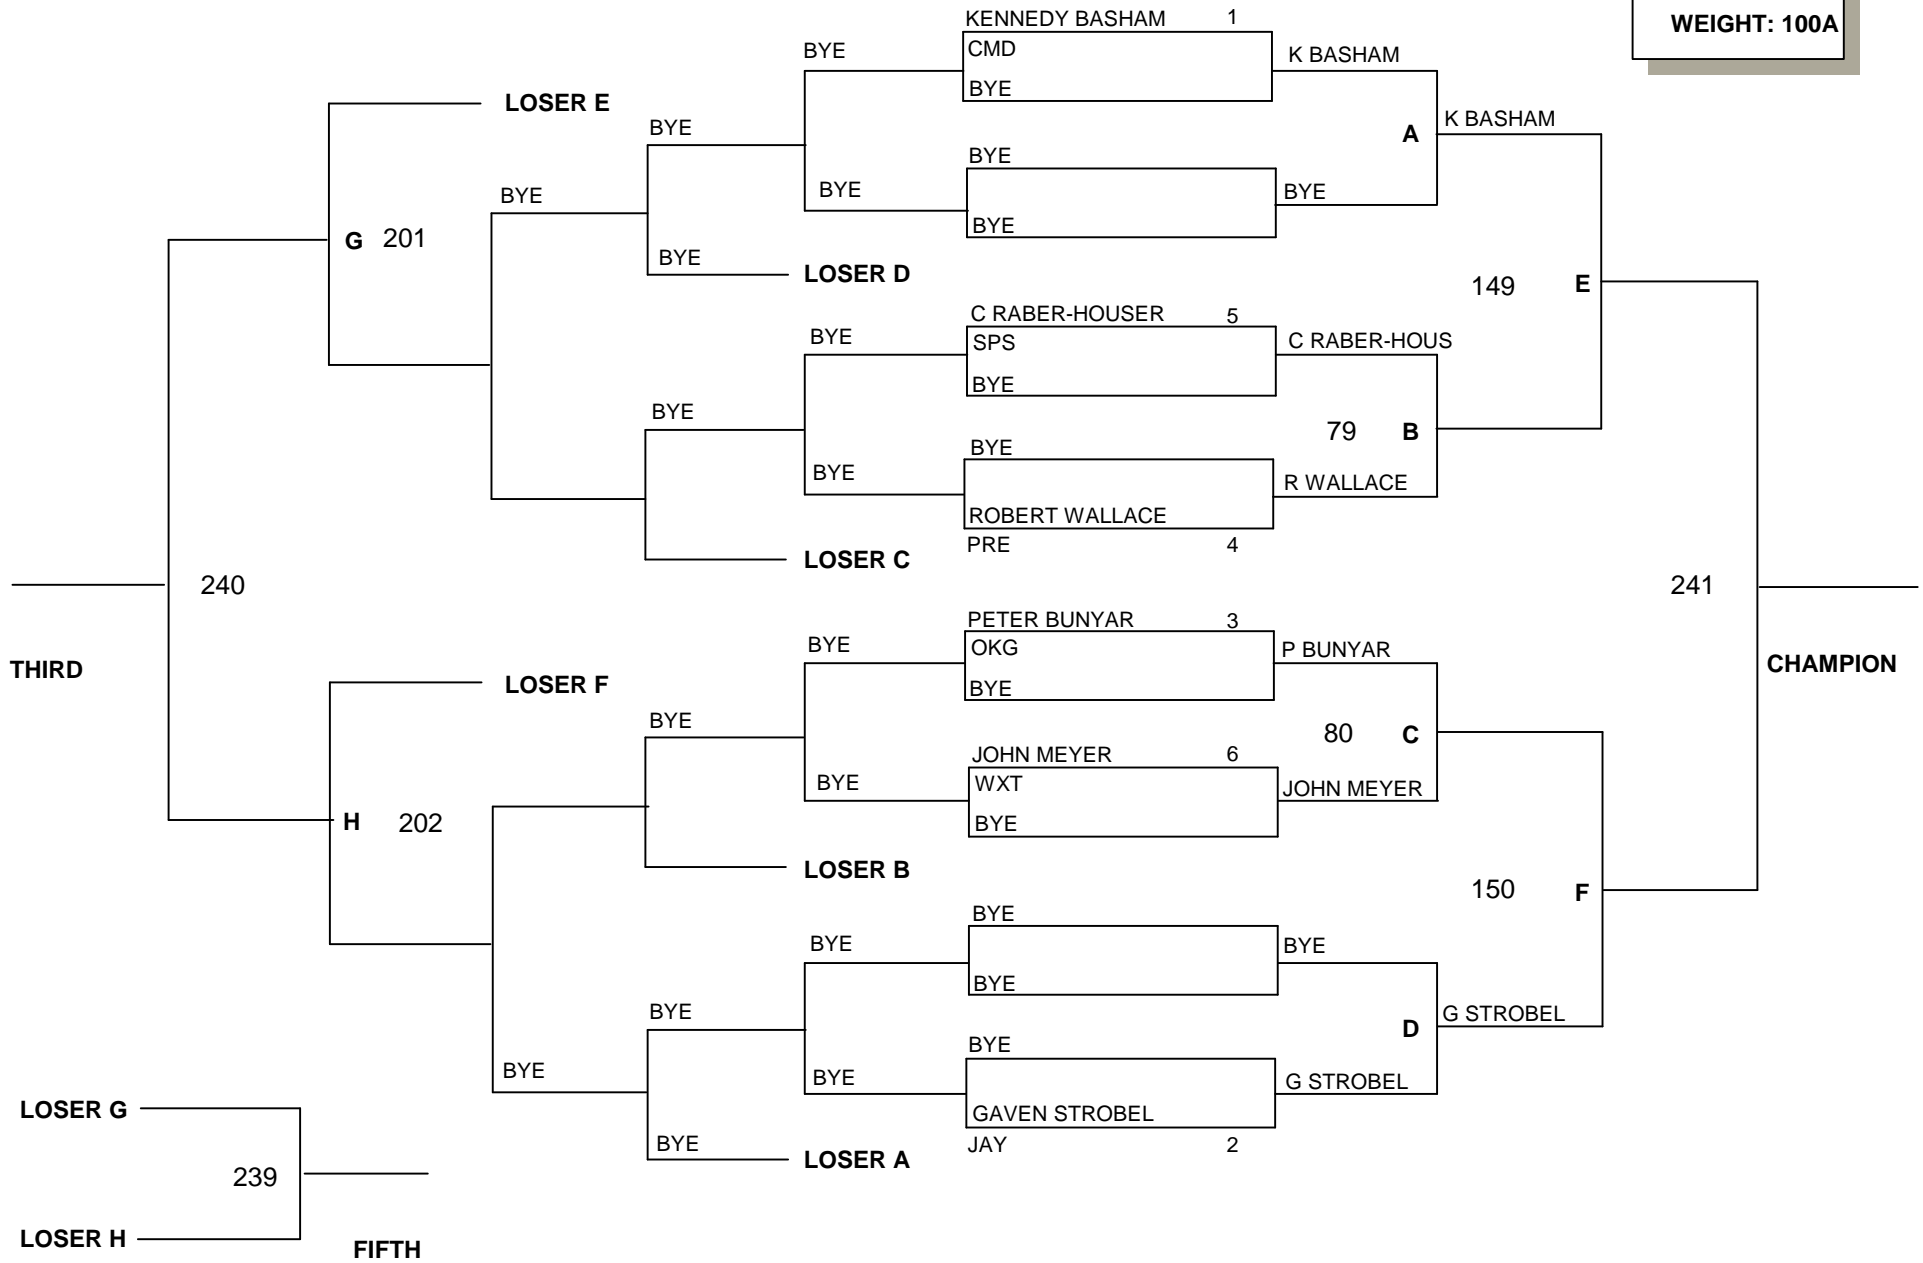 KENNEDY BASHAM 1
WEIGHT: 100A
BYE
CMD
K BASHAM
BYE
LOSER E
BYE
A
K BASHAM
BYE
BYE
BYE
BYE
BYE
BYE
G 201
BYE
LOSER D
149
E
C RABER-HOUSER 5
BYE
SPS
C RABER-HOUS
BYE
BYE
79
B
BYE
BYE
R WALLACE
ROBERT WALLACE
PRE 4
LOSER C
240
241
PETER BUNYAR 3
BYE
OKG
P BUNYAR
THIRD
CHAMPION
LOSER F
BYE
BYE
80
C
JOHN MEYER 6
BYE
WXT
JOHN MEYER
H 202
BYE
LOSER B
150
F
BYE
BYE
BYE
BYE
BYE
G STROBEL
D
BYE
BYE
BYE
G STROBEL
LOSER G
GAVEN STROBEL
BYE
JAY 2
LOSER A
239
LOSER H
FIFTH